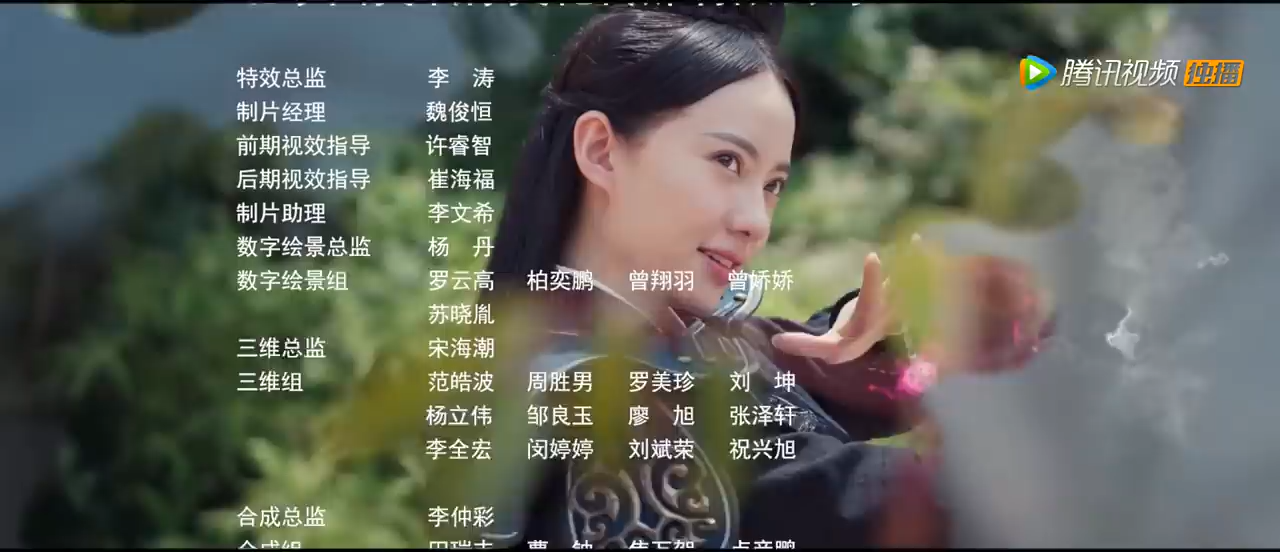 腾讯视频 独播
特效总监 李 涛
制片经理 魏俊恒
前期视效指导 许睿智
后期视效指导 崔海福
制片助理 李文希
数字绘景总监 杨 丹
数字绘景组 罗云高 柏奕鹏 曾翔羽 曾娇娇
苏晓胤
三维总监 宋海潮
三维组 范皓波 周胜男 罗美珍 刘 坤
杨立伟 邹良玉 廖 旭 张泽轩
李全宏 闵婷婷 刘斌荣 祝兴旭
合成总监 李仲彩